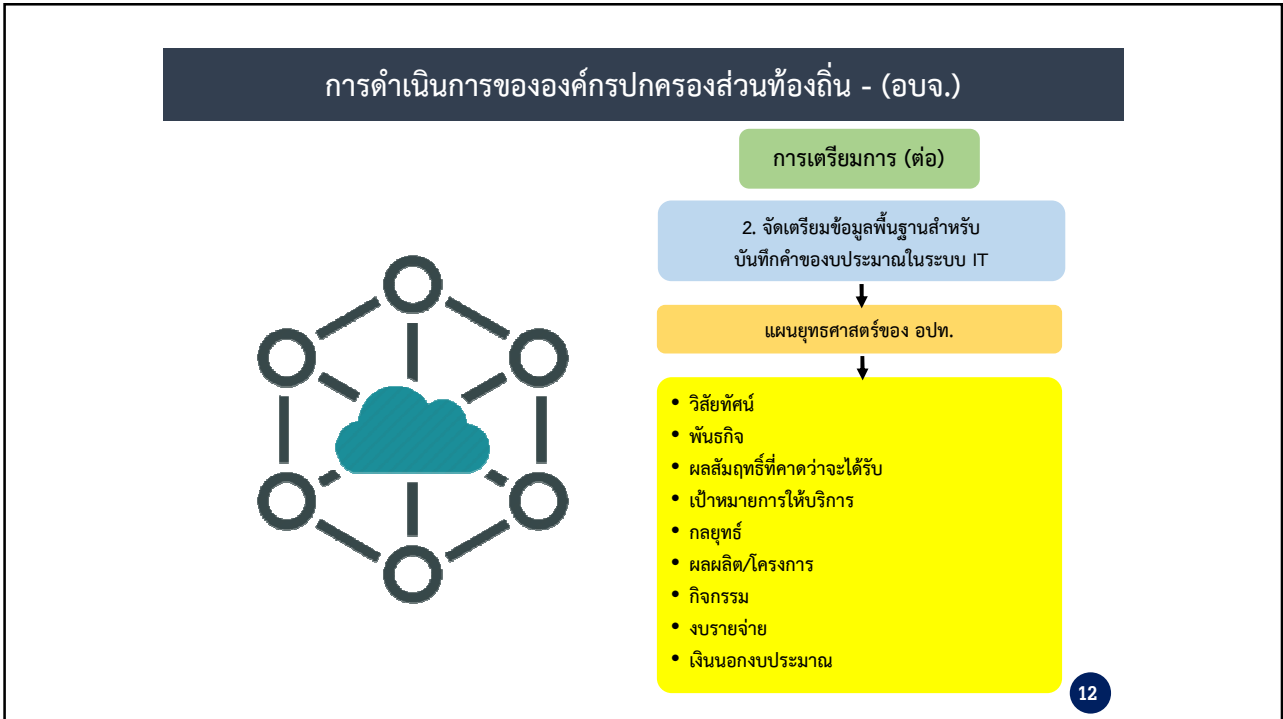 การดำเนินการขององค์กรปกครองส่วนท้องถิ่น - (อบจ.)
การเตรียมการ (ต่อ)
2. จัดเตรียมข้อมูลพื้นฐานสำหรับ
บันทึกคำของบประมาณในระบบ IT
แผนยุทธศาสตร์ของ อปท.
• วิสัยทัศน์
• พันธกิจ
• ผลสัมฤทธิ์ที่คาดว่าจะได้รับ
• เป้าหมายการให้บริการ
• กลยุทธ์
• ผลผลิต/โครงการ
• กิจกรรม
• งบรายจ่าย
• เงินนอกงบประมาณ
12